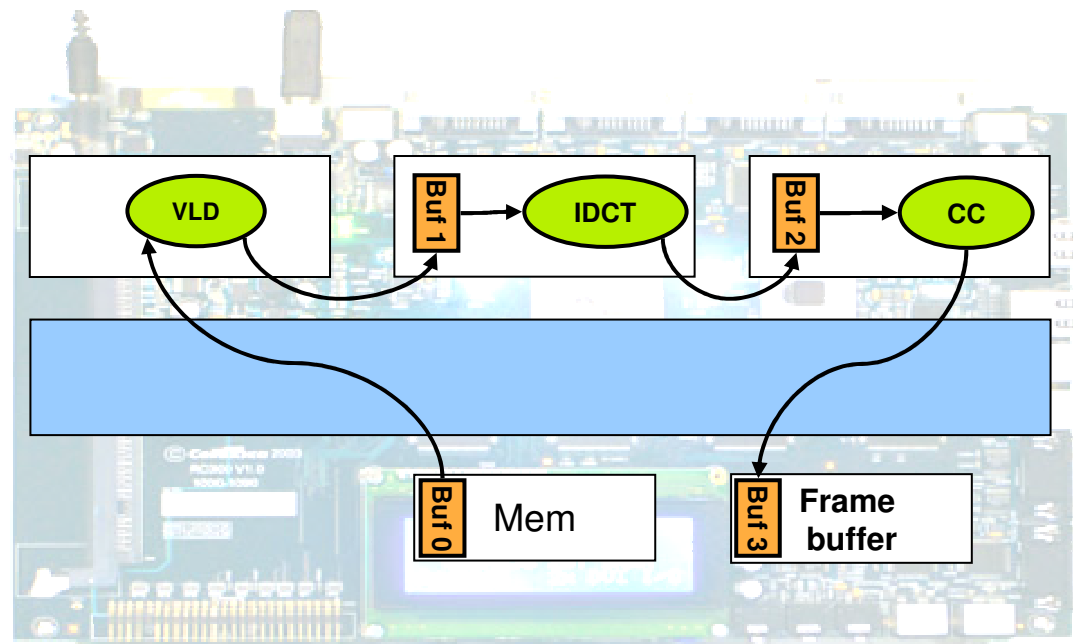 VLD
Buf 1
IDCT
Buf 2
CC
Buf 0
Mem
Buf 3
Frame
buffer